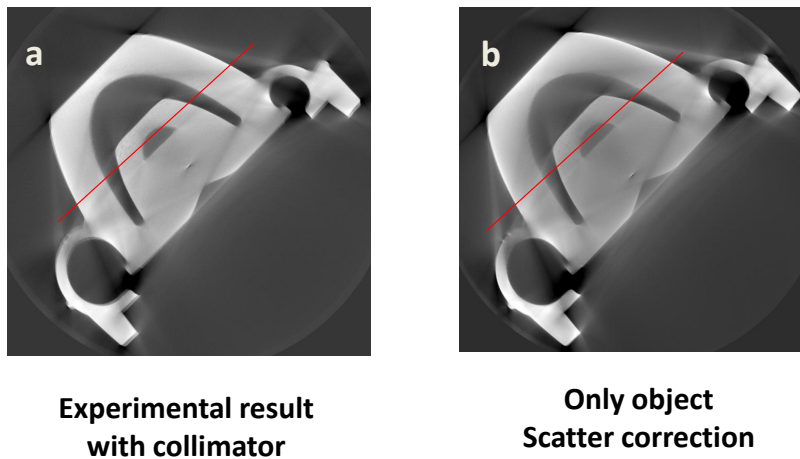 a
b
Experimental result
with collimator
Only object
Scatter correction